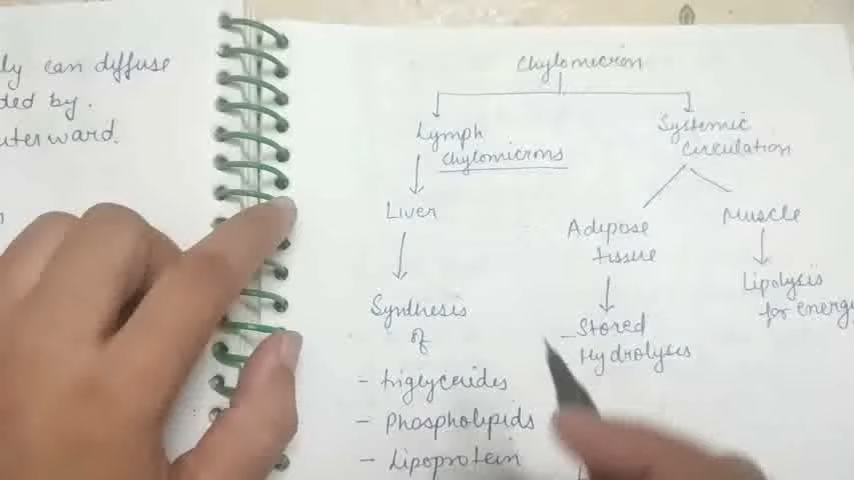 ly can diffuse
ded by.
uterward.
Chylomicron
Lymph
Chylomicrons
Systemic
Circulation
Liver
Adipose
tissue
Muscle
Synthesis
of
Lipolysis
for energy
- Stored
Hydrolyses
- triglycerides
- Phospholipids
- Lipoprotein